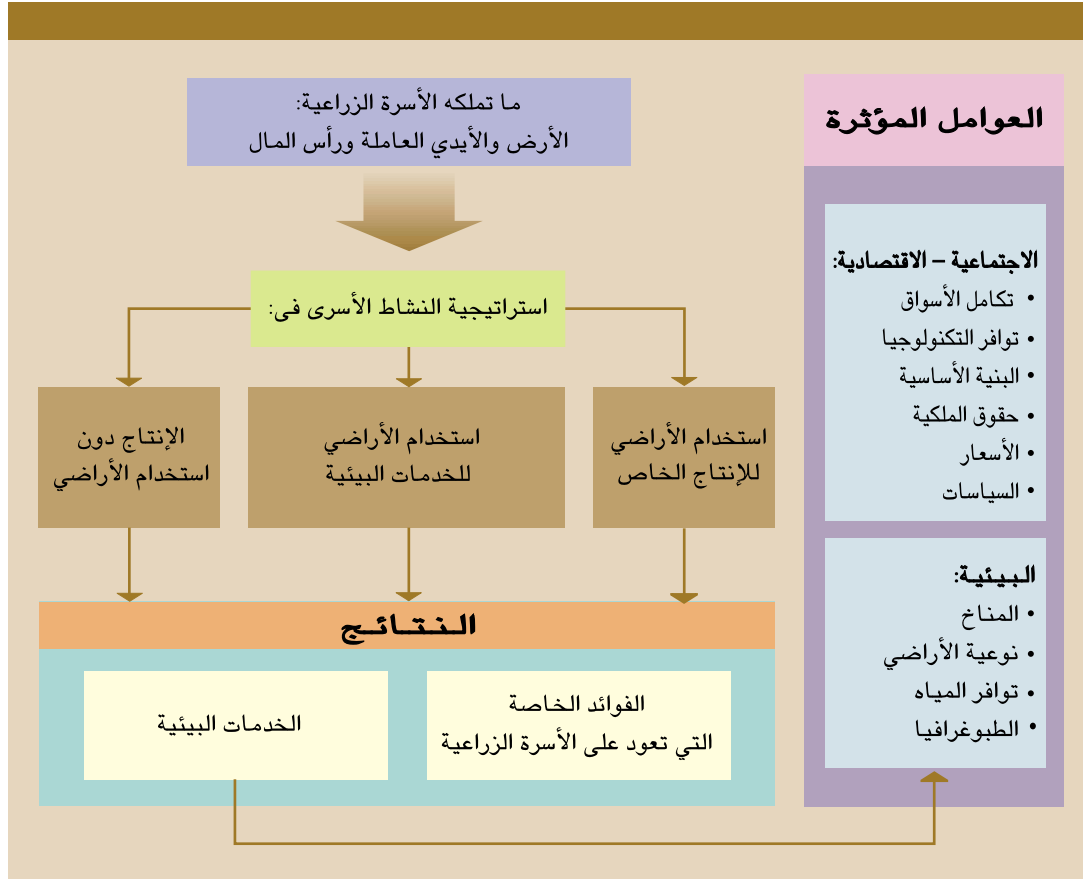 ما تملكه الأسرة الزراعية:
الأرض والأيدي العاملة ورأس المال
استراتيجية النشاط الأسرى فى:
استخدام الأراضي
للإنتاج الخاص
استخدام الأراضي
للخدمات البيئية
الإنتاج دون
استخدام الأراضي
النتائج
الفوائد الخاصة
التي تعود على الأسرة الزراعية
الخدمات البيئية
العوامل المؤثرة
الاجتماعية – الاقتصادية:
• تكامل الأسواق
• توافر التكنولوجيا
• البنية الأساسية
• حقوق الملكية
• الأسعار
• السياسات
البيئية:
• المناخ
• نوعية الأراضي
• توافر المياه
• الطبوغرافيا